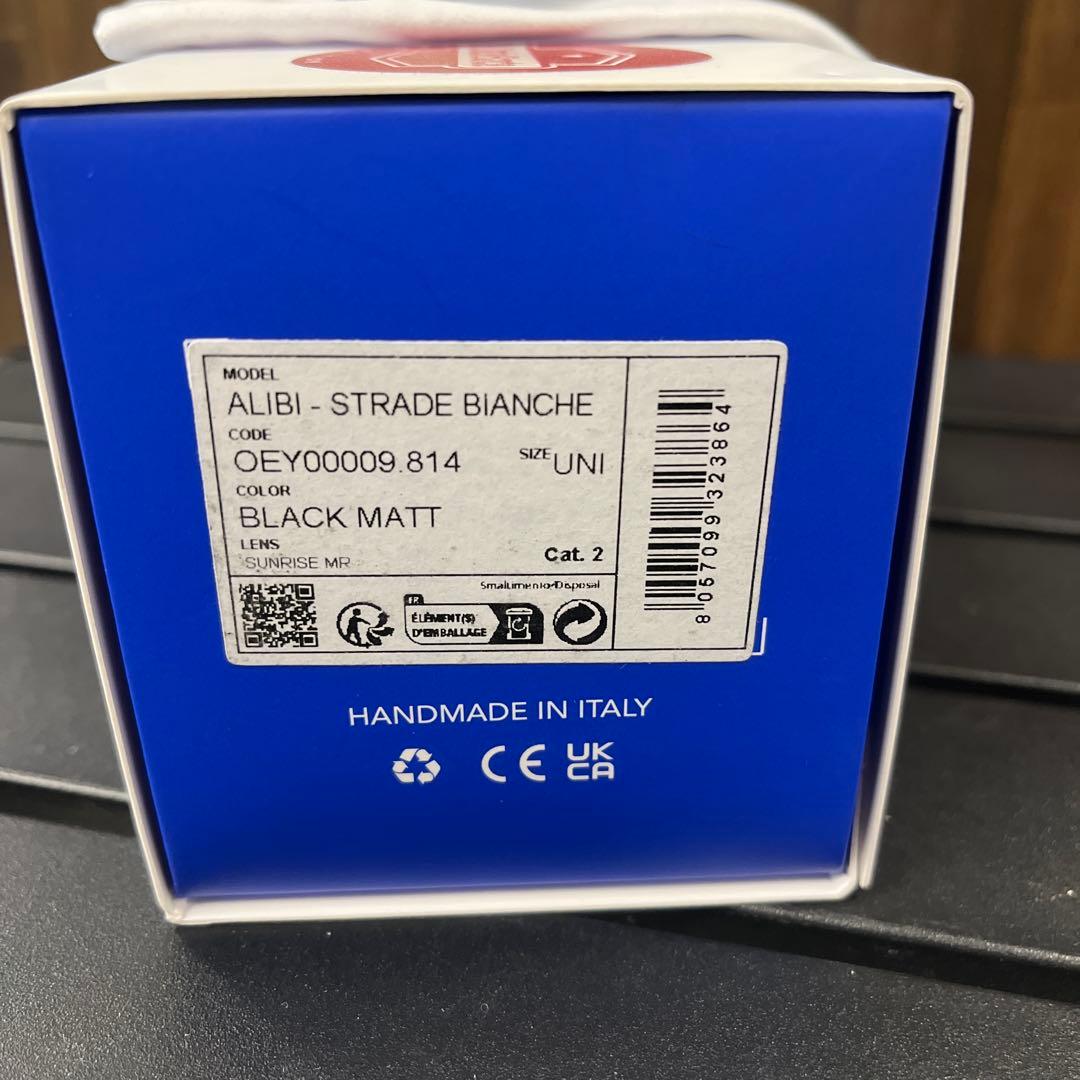 MODEL
ALIBI - STRADE BIANCHE
CODE
OEY00009.814 SIZE UNI
COLOR
BLACK MATT
LENS
SUNRISE MR Cat. 2
Smaltimento/Disposal
FR
ÉLÉMENT(S)
D'EMBALLAGE
8 057099 323864
HANDMADE IN ITALY
CE UK
CA